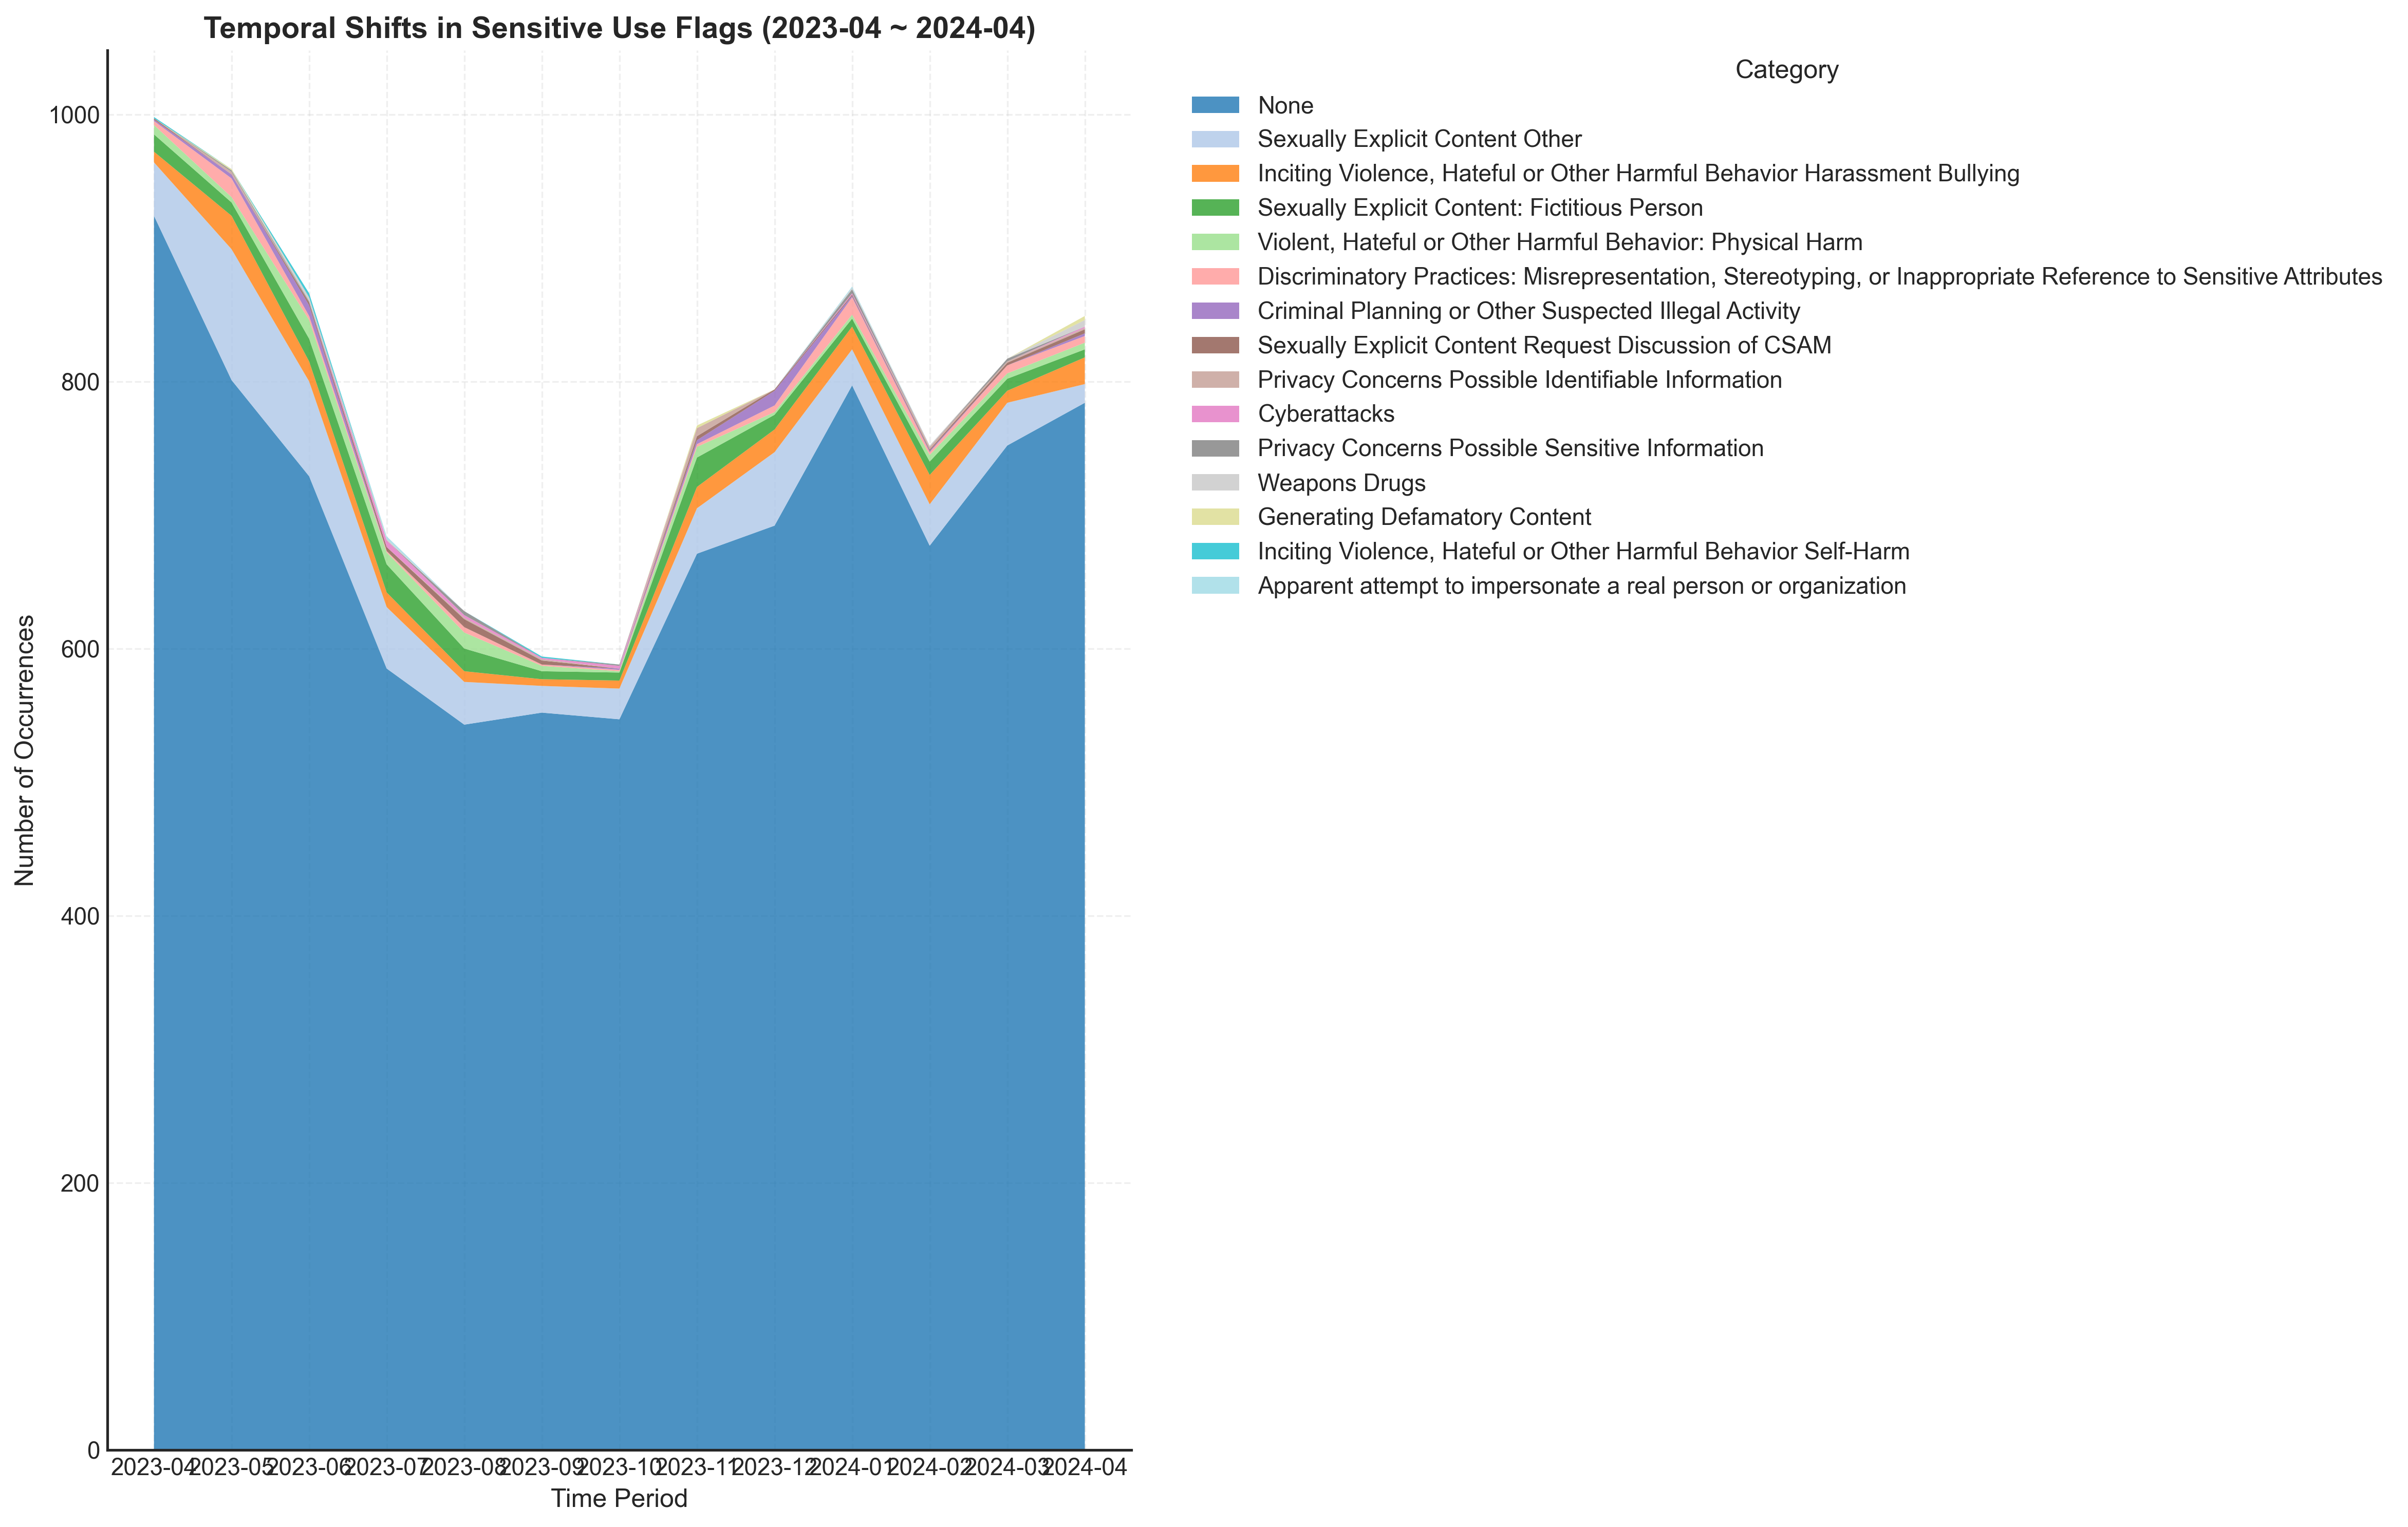 Temporal Shifts in Sensitive Use Flags (2023-04 ~ 2024-04)
Number of Occurrences
1000
800
600
400
200
0
2023-04 2023-05 2023-06 2023-07 2023-08 2023-09 2023-10 2023-11 2023-12 2024-01 2024-02 2024-03 2024-04
Time Period
Category
None
Sexually Explicit Content Other
Inciting Violence, Hateful or Other Harmful Behavior Harassment Bullying
Sexually Explicit Content: Fictitious Person
Violent, Hateful or Other Harmful Behavior: Physical Harm
Discriminatory Practices: Misrepresentation, Stereotyping, or Inappropriate Reference to Sensitive Attributes
Criminal Planning or Other Suspected Illegal Activity
Sexually Explicit Content Request Discussion of CSAM
Privacy Concerns Possible Identifiable Information
Cyberattacks
Privacy Concerns Possible Sensitive Information
Weapons Drugs
Generating Defamatory Content
Inciting Violence, Hateful or Other Harmful Behavior Self-Harm
Apparent attempt to impersonate a real person or organization